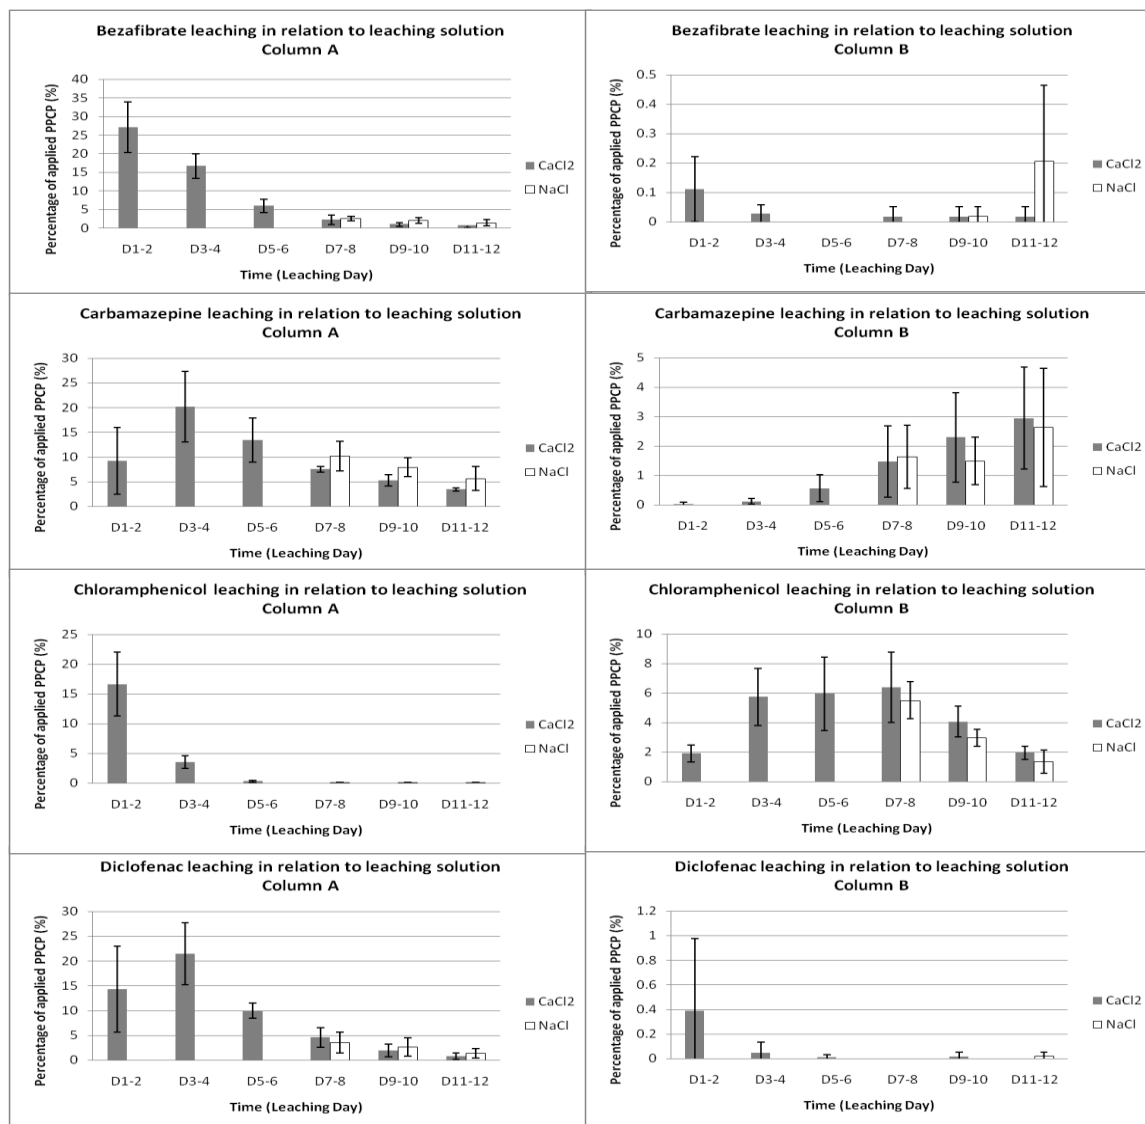 Bezafibrate leaching in relation to leaching solution
Column A
Percentage of applied PPCP (%)
40
35
30
25
20
15
10
5
0
D1-2 D3-4 D5-6 D7-8 D9-10 D11-12
Time (Leaching Day)
CaCl2
NaCl
Bezafibrate leaching in relation to leaching solution
Column B
Percentage of applied PPCP (%)
0.5
0.4
0.3
0.2
0.1
0
D1-2 D3-4 D5-6 D7-8 D9-10 D11-12
Time (Leaching Day)
CaCl2
NaCl
Carbamazepine leaching in relation to leaching solution
Column A
Percentage of applied PPCP (%)
30
25
20
15
10
5
0
D1-2 D3-4 D5-6 D7-8 D9-10 D11-12
Time (Leaching Day)
CaCl2
NaCl
Carbamazepine leaching in relation to leaching solution
Column B
Percentage of applied PPCP (%)
5
4
3
2
1
0
D1-2 D3-4 D5-6 D7-8 D9-10 D11-12
Time (Leaching Day)
CaCl2
NaCl
Chloramphenicol leaching in relation to leaching solution
Column A
Percentage of applied PPCP (%)
25
20
15
10
5
0
D1-2 D3-4 D5-6 D7-8 D9-10 D11-12
Time (Leaching Day)
CaCl2
NaCl
Chloramphenicol leaching in relation to leaching solution
Column B
Percentage of applied PPCP (%)
10
8
6
4
2
0
D1-2 D3-4 D5-6 D7-8 D9-10 D11-12
Time (Leaching Day)
CaCl2
NaCl
Diclofenac leaching in relation to leaching solution
Column A
Percentage of applied PPCP (%)
30
25
20
15
10
5
0
D1-2 D3-4 D5-6 D7-8 D9-10 D11-12
Time (Leaching Day)
CaCl2
NaCl
Diclofenac leaching in relation to leaching solution
Column B
Percentage of applied PPCP (%)
1.2
1
0.8
0.6
0.4
0.2
0
D1-2 D3-4 D5-6 D7-8 D9-10 D11-12
Time (Leaching Day)
CaCl2
NaCl